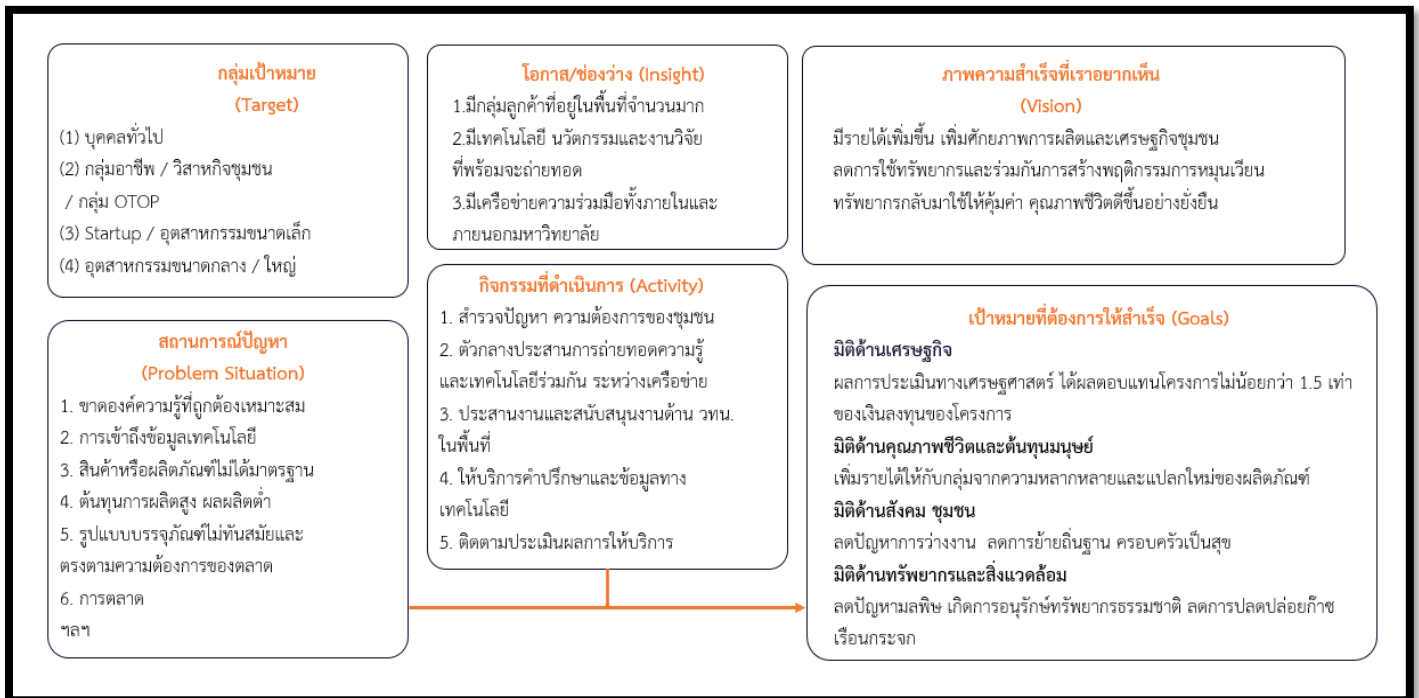 กลุ่มเป้าหมาย
(Target)
(1) บุคคลทั่วไป
(2) กลุ่มอาชีพ / วิสาหกิจชุมชน
/ กลุ่ม OTOP
(3) Startup / อุตสาหกรรมขนาดเล็ก
(4) อุตสาหกรรมขนาดกลาง / ใหญ่
สถานการณ์ปัญหา
(Problem Situation)
1. ขาดองค์ความรู้ที่ถูกต้องเหมาะสม
2. การเข้าถึงข้อมูลเทคโนโลยี
3. สินค้าหรือผลิตภัณฑ์ไม่ได้มาตรฐาน
4. ต้นทุนการผลิตสูง ผลผลิตต่ำ
5. รูปแบบบรรจุภัณฑ์ไม่ทันสมัยและ
ตรงตามความต้องการของตลาด
6. การตลาด
ฯลฯ
โอกาส/ช่องว่าง (Insight)
1.มีกลุ่มลูกค้าที่อยู่ในพื้นที่จำนวนมาก
2.มีเทคโนโลยี นวัตกรรมและงานวิจัย
ที่พร้อมจะถ่ายทอด
3.มีเครือข่ายความร่วมมือทั้งภายในและ
ภายนอกมหาวิทยาลัย
กิจกรรมที่ดำเนินการ (Activity)
1. สำรวจปัญหา ความต้องการของชุมชน
2. ตัวกลางประสานการถ่ายทอดความรู้
และเทคโนโลยีร่วมกัน ระหว่างเครือข่าย
3. ประสานงานและสนับสนุนงานด้าน วทน.
ในพื้นที่
4. ให้บริการคำปรึกษาและข้อมูลทาง
เทคโนโลยี
5. ติดตามประเมินผลการให้บริการ
ภาพความสำเร็จที่เราอยากเห็น
(Vision)
มีรายได้เพิ่มขึ้น เพิ่มศักยภาพการผลิตและเศรษฐกิจชุมชน
ลดการใช้ทรัพยากรและร่วมกันการสร้างพฤติกรรมการหมุนเวียน
ทรัพยากรกลับมาใช้ให้คุ้มค่า คุณภาพชีวิตดีขึ้นอย่างยั่งยืน
เป้าหมายที่ต้องการให้สำเร็จ (Goals)
มิติด้านเศรษฐกิจ
ผลการประเมินทางเศรษฐศาสตร์ ได้ผลตอบแทนโครงการไม่น้อยกว่า 1.5 เท่า
ของเงินลงทุนของโครงการ
มิติด้านคุณภาพชีวิตและต้นทุนมนุษย์
เพิ่มรายได้ให้กับกลุ่มจากความหลากหลายและแปลกใหม่ของผลิตภัณฑ์
มิติด้านสังคม ชุมชน
ลดปัญหาการว่างงาน ลดการย้ายถิ่นฐาน ครอบครัวเป็นสุข
มิติด้านทรัพยากรและสิ่งแวดล้อม
ลดปัญหามลพิษ เกิดการอนุรักษ์ทรัพยากรธรรมชาติ ลดการปลดปล่อยก๊าซ
เรือนกระจก